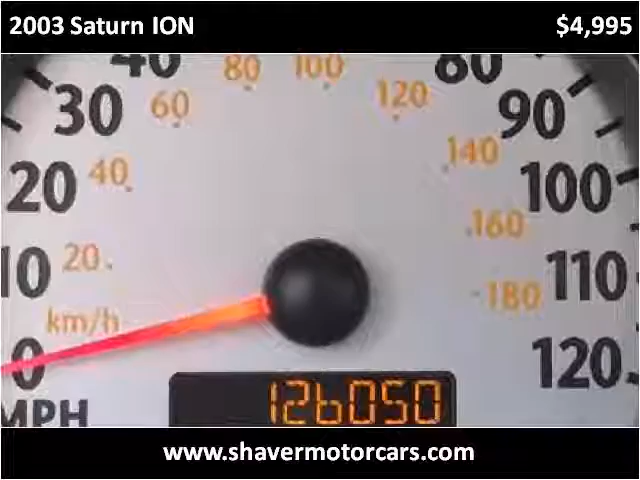 2003 Saturn ION $4,995
40 80 100 80
30 60 120 90
20 40 140 100
160
10 20 180 110
km/h
0 120
MPH 126050
www.shavermotorcars.com